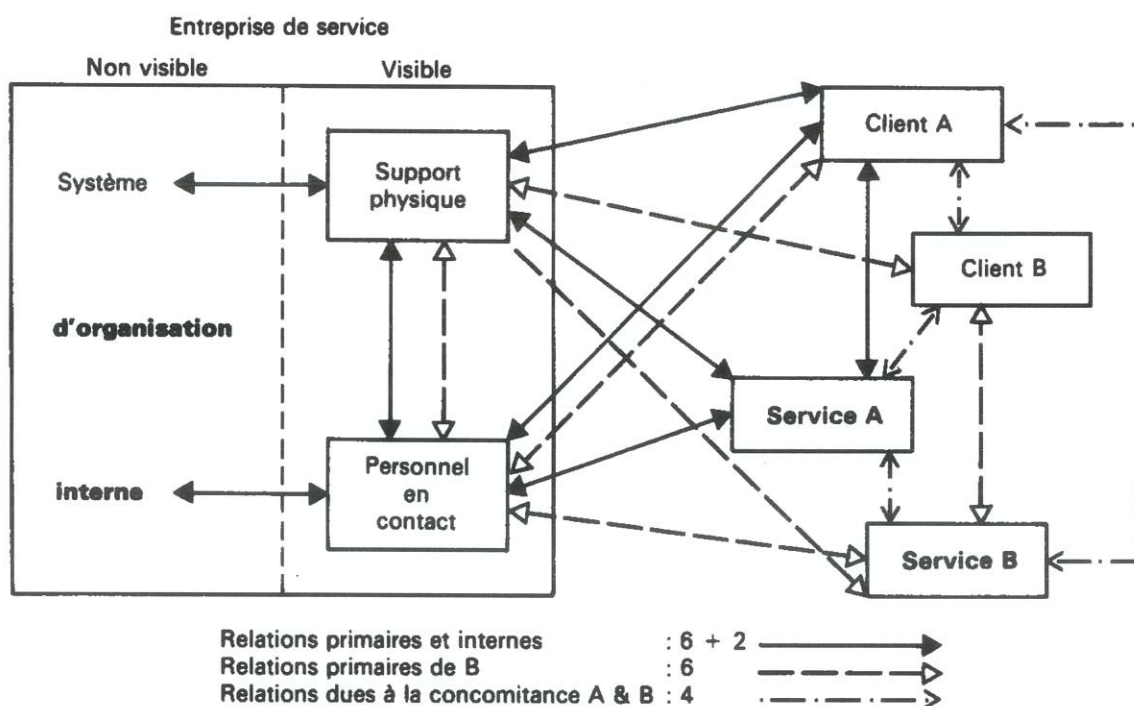 Entreprise de service
Non visible
Visible
Système
d'organisation
interne
Support
physique
Personnel
en
contact
Client A
Client B
Service A
Service B
Relations primaires et internes : 6 + 2
Relations primaires de B : 6
Relations dues à la concomitance A & B : 4